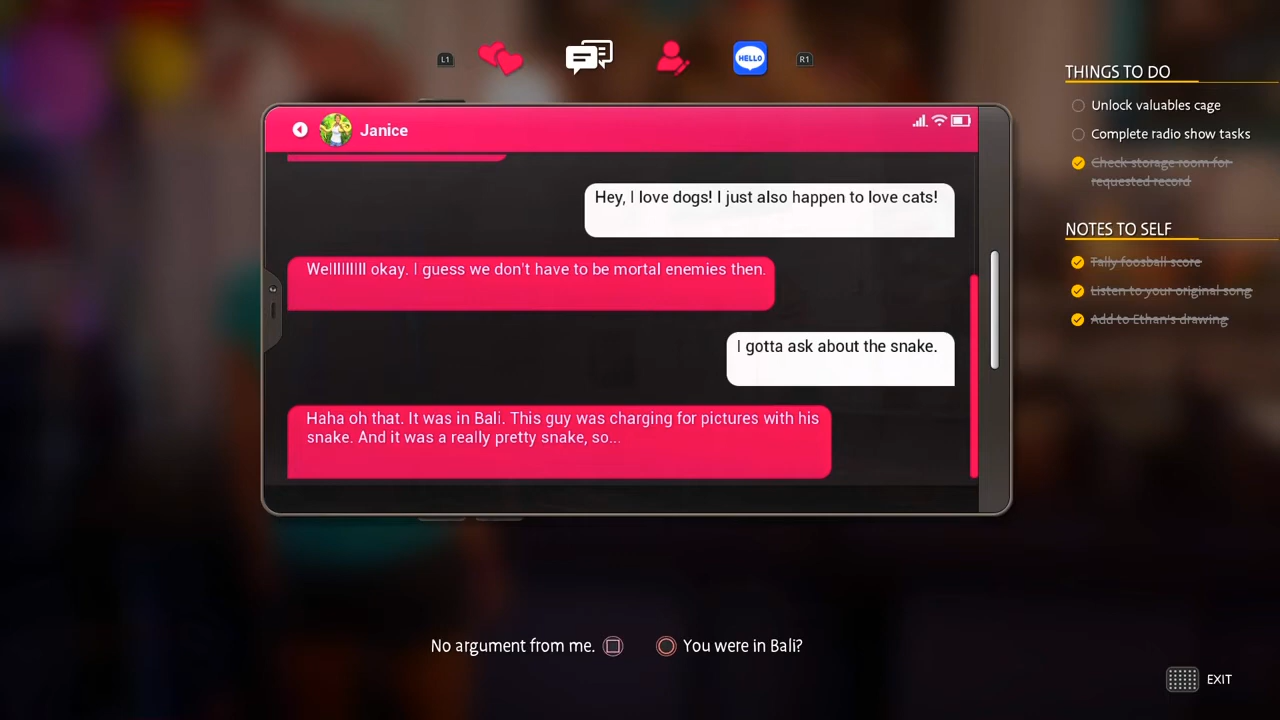 L1
HELLO
R1
Janice
Hey, I love dogs! I just also happen to love cats!
Wellllllllll okay. I guess we don't have to be mortal enemies then.
I gotta ask about the snake.
Haha oh that. It was in Bali. This guy was charging for pictures with his
snake. And it was a really pretty snake, so...
THINGS TO DO
Unlock valuables cage
Complete radio show tasks
Check storage room for
requested record
NOTES TO SELF
Tally foosball score
Listen to your original song
Add to Ethan's drawing
No argument from me.
You were in Bali?
EXIT